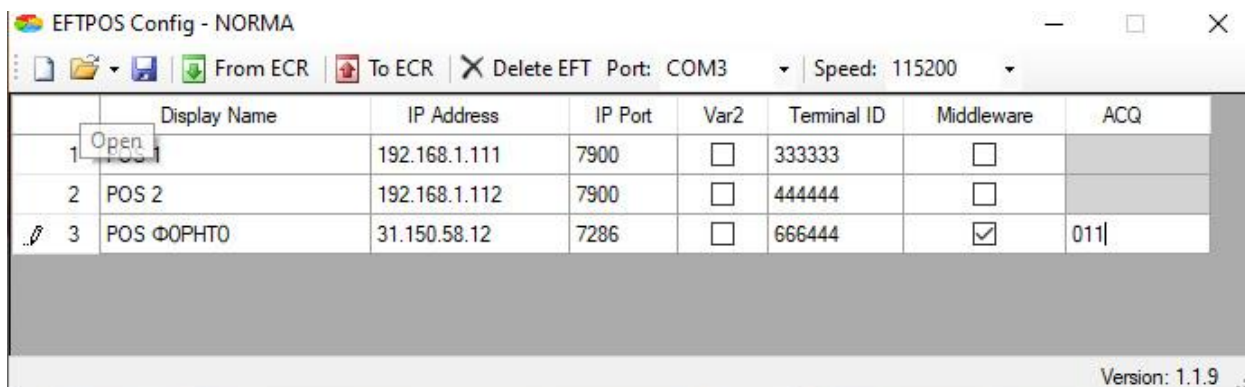 EFTPOS Config - NORMA
From ECR To ECR Delete EFT Port: COM3 Speed: 115200
Display Name IP Address IP Port Var2 Terminal ID Middleware ACQ
Open
1 POS 1 192.168.1.111 7900 333333
2 POS 2 192.168.1.112 7900 444444
3 POS ΦΟΡΗΤΟ 31.150.58.12 7286 666444 011
Version: 1.1.9